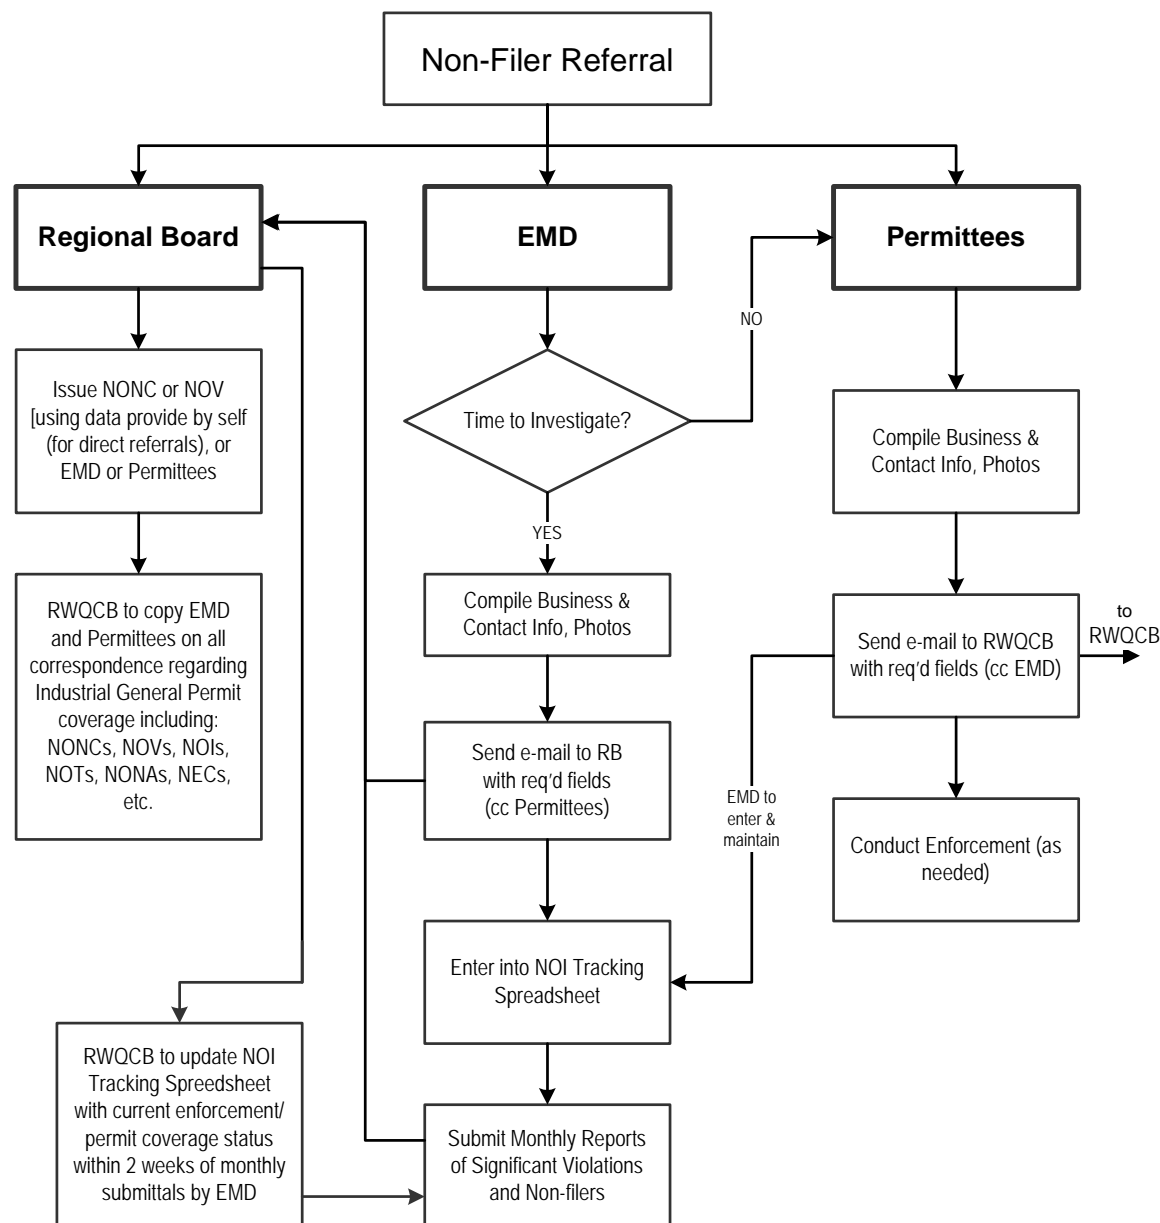 Non-Filer Referral
Regional Board
EMD
Permittees
NO
Issue NONC or NOV
[using data provide by self
(for direct referrals), or
EMD or Permittees
Time to Investigate?
Compile Business &
Contact Info, Photos
YES
RWQCB to copy EMD
and Permittees on all
correspondence regarding
Industrial General Permit
coverage including:
NONCs, NOVs, NOIs,
NOTs, NONAs, NECs,
etc.
Compile Business &
Contact Info, Photos
Send e-mail to RWQCB
with req'd fields (cc EMD)
to
RWQCB
Send e-mail to RB
with req'd fields
(cc Permittees)
EMD to
enter &
maintain
Conduct Enforcement (as
needed)
Enter into NOI Tracking
Spreadsheet
RWQCB to update NOI
Tracking Spreedsheet
with current enforcement/
permit coverage status
within 2 weeks of monthly
submittals by EMD
Submit Monthly Reports
of Significant Violations
and Non-filers